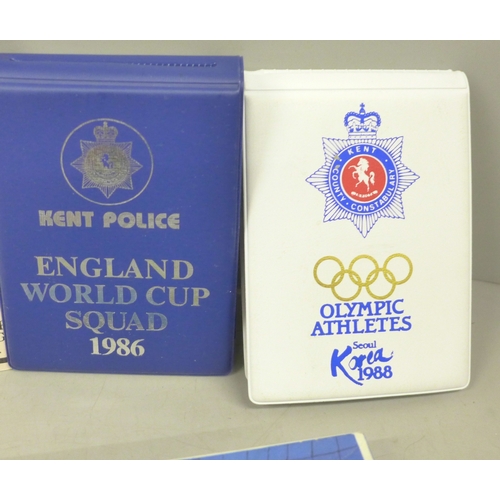 KENT POLICE
ENGLAND
WORLD CUP
SQUAD
1986
KENT
COUNTY CONSTABULARY
OLYMPIC
ATHLETES
Seoul
Korea
1988